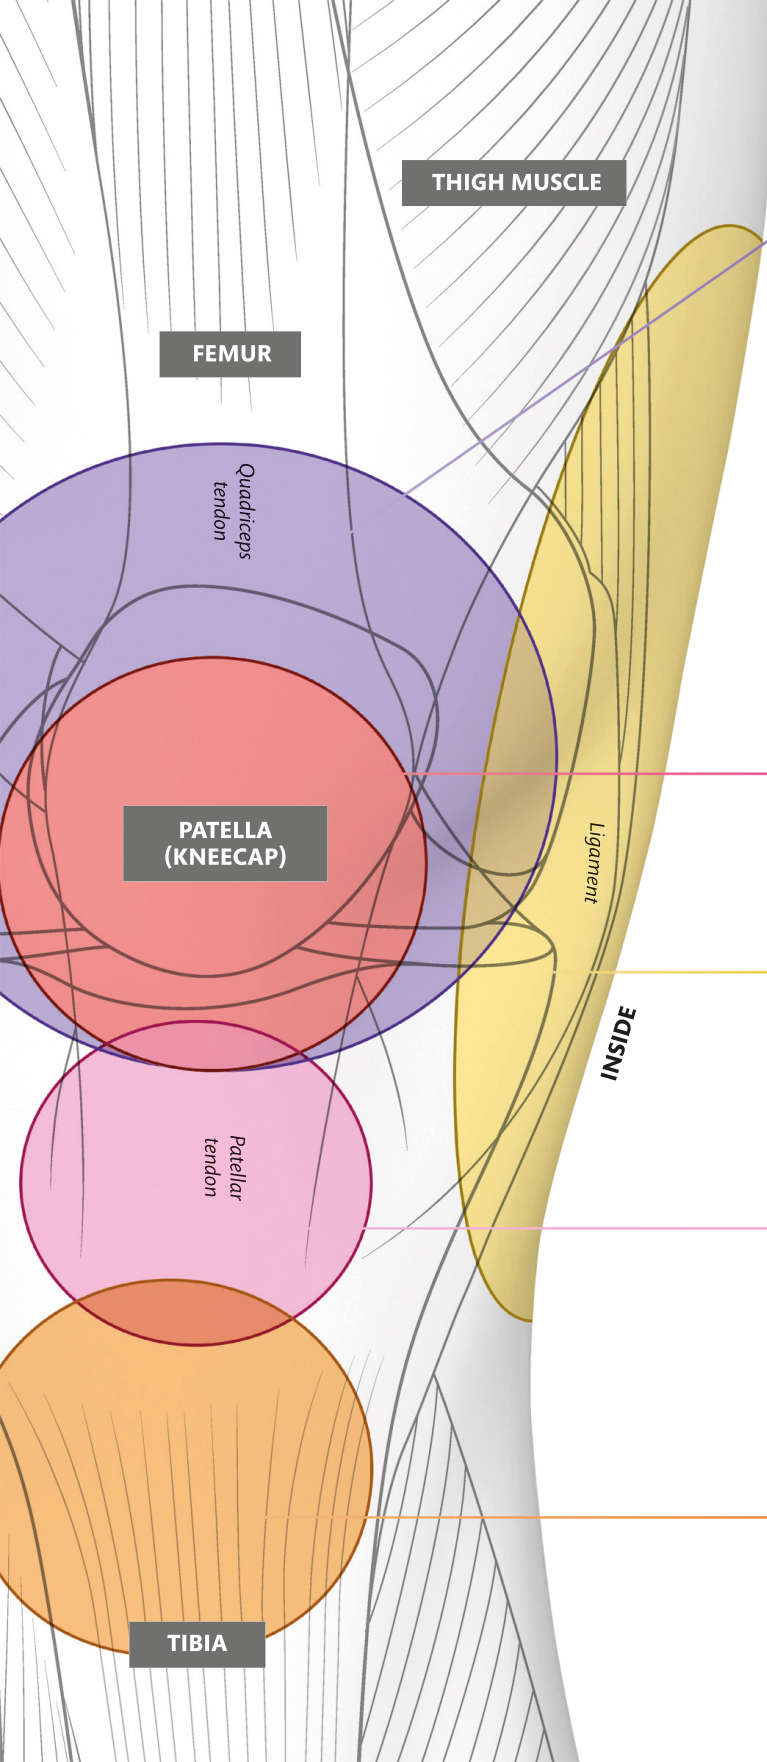 THIGH MUSCLE
FEMUR
Quadriceps
tendon
PATELLA
(KNEECAP)
Ligament
INSIDE
Patellar
tendon
TIBIA